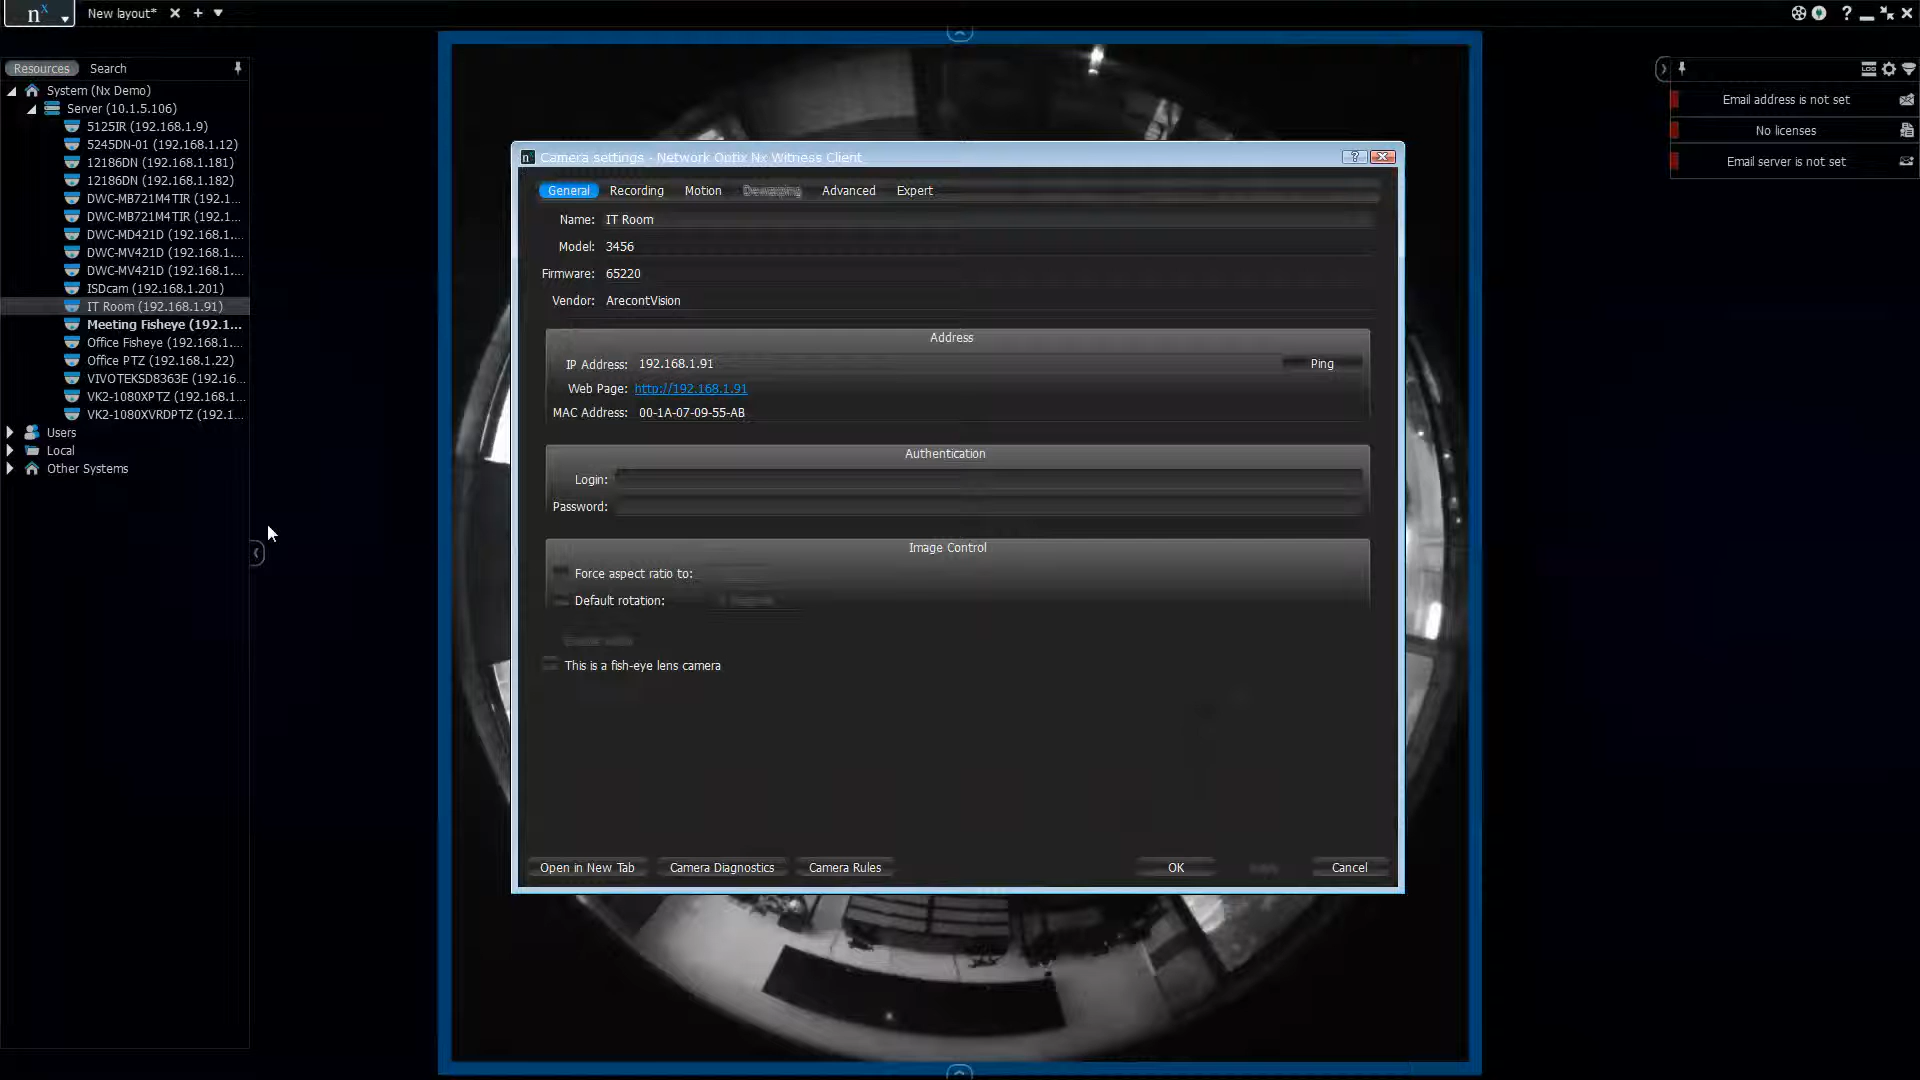 nx
New layout*
?
Resources
Search
System (Nx Demo)
Server (10.1.5.106)
5125IR (192.168.1.9)
5245DN-01 (192.168.1.12)
12186DN (192.168.1.181)
12186DN (192.168.1.182)
DWC-MB721M4TIR (192.1...
DWC-MB721M4TIR (192.1...
DWC-MD421D (192.168.1....
DWC-MV421D (192.168.1....
DWC-MV421D (192.168.1....
ISDcam (192.168.1.201)
IT Room (192.168.1.91)
Meeting Fisheye (192.1...
Office Fisheye (192.168.1....
Office PTZ (192.168.1.22)
VIVOTEKSD8363E (192.16...
VK2-1080XPTZ (192.168.1...
VK2-1080XVRDPTZ (192.1...
Users
Local
Other Systems
Camera settings - Network Optix Nx Witness Client
?
General
Recording
Motion
Dewarping
Advanced
Expert
Name: IT Room
Model: 3456
Firmware: 65220
Vendor: ArecontVision
Address
IP Address: 192.168.1.91
Ping
Web Page: http://192.168.1.91
MAC Address: 00-1A-07-09-55-AB
Authentication
Login:
Password:
Image Control
Force aspect ratio to:
Default rotation:
This is a fish-eye lens camera
Open in New Tab
Camera Diagnostics
Camera Rules
OK
Cancel
LOG
Email address is not set
No licenses
Email server is not set